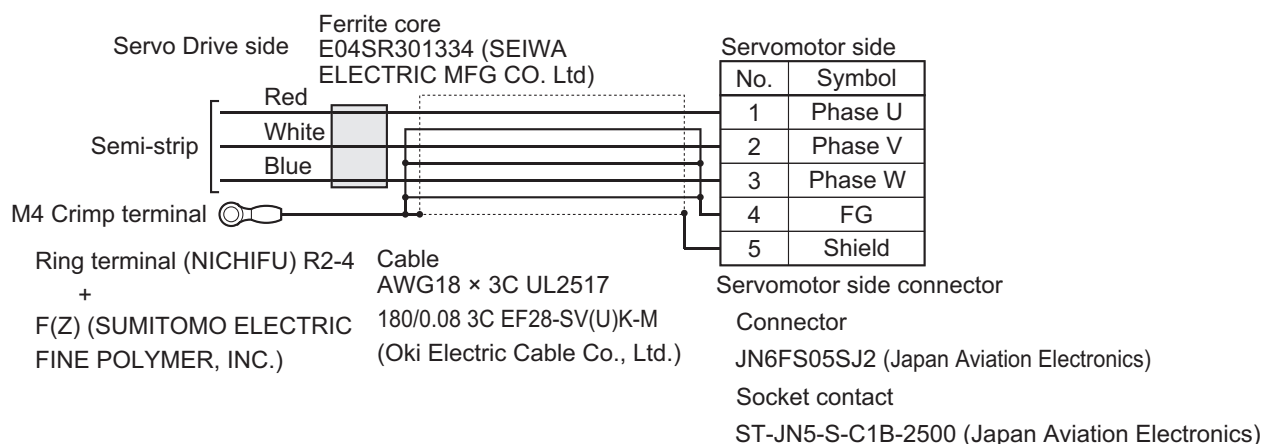 Servo Drive side
Ferrite core
E04SR301334 (SEIWA
ELECTRIC MFG CO. Ltd)
Servomotor side
No. Symbol
1 Phase U
2 Phase V
3 Phase W
4 FG
5 Shield
Red
White
Blue
Semi-strip
M4 Crimp terminal
Ring terminal (NICHIFU) R2-4
+
F(Z) (SUMITOMO ELECTRIC
FINE POLYMER, INC.)
Cable
AWG18 × 3C UL2517
180/0.08 3C EF28-SV(U)K-M
(Oki Electric Cable Co., Ltd.)
Servomotor side connector
Connector
JN6FS05SJ2 (Japan Aviation Electronics)
Socket contact
ST-JN5-S-C1B-2500 (Japan Aviation Electronics)